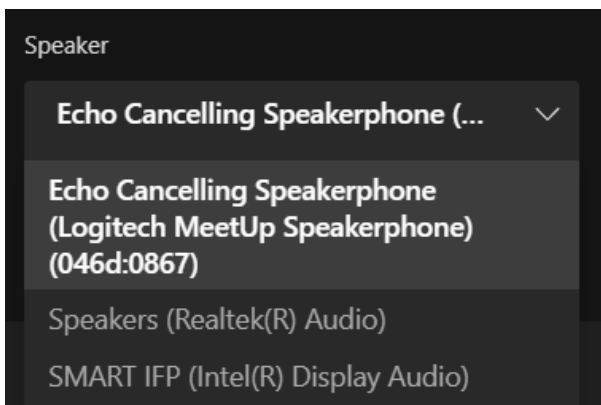 Speaker
Echo Cancelling Speakerphone (...
Echo Cancelling Speakerphone
(Logitech MeetUp Speakerphone)
(046d:0867)
Speakers (Realtek(R) Audio)
SMART IFP (Intel(R) Display Audio)